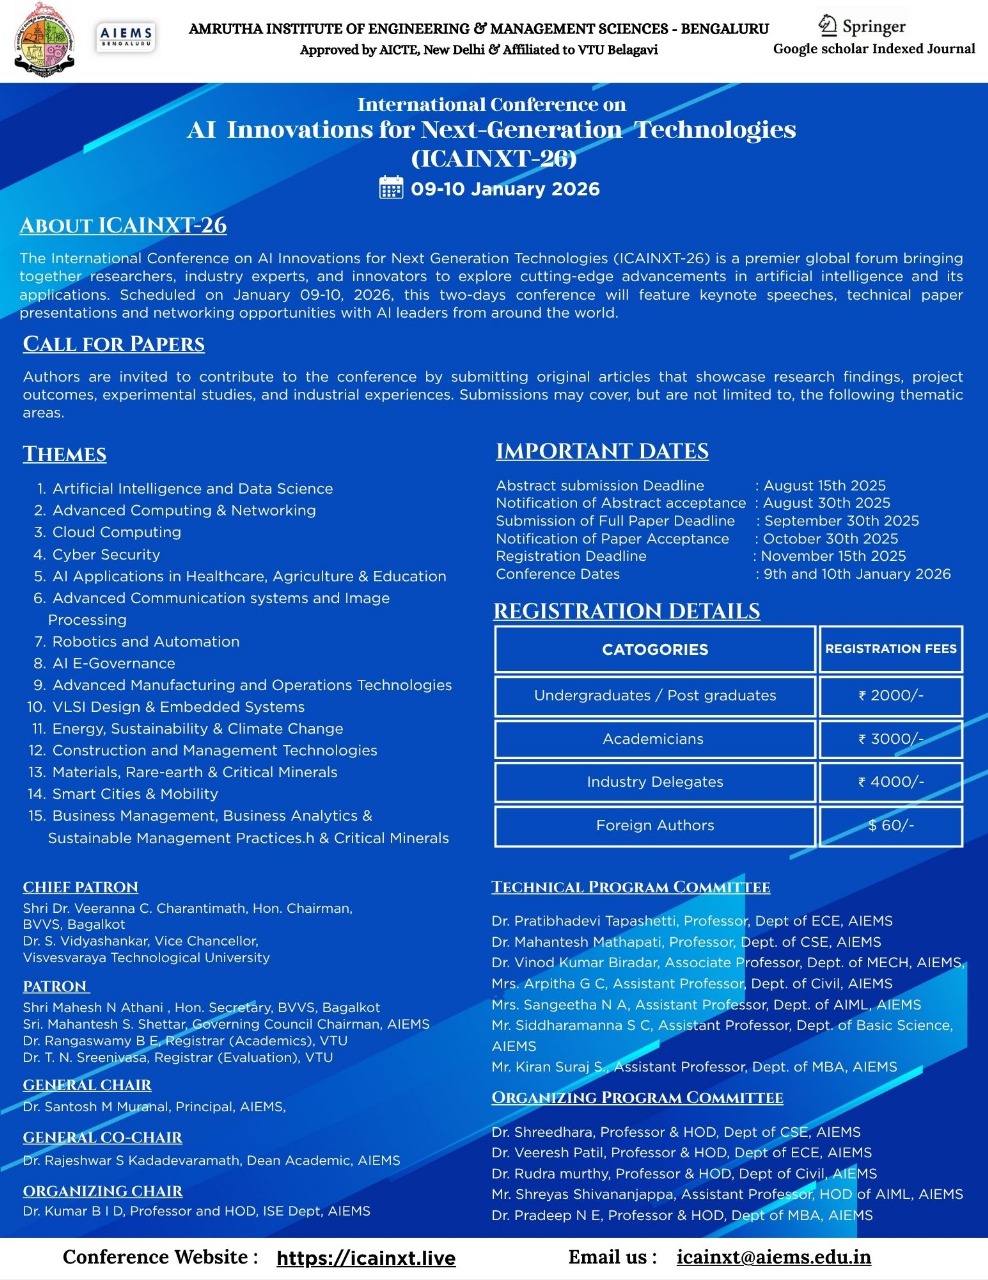 AIEMS
BENGALURU
AMRUTHA INSTITUTE OF ENGINEERING & MANAGEMENT SCIENCES - BENGALURU
Approved by AICTE, New Delhi & Affiliated to VTU Belagavi
Springer
Google scholar Indexed Journal
International Conference on
AI Innovations for Next-Generation Technologies
(ICAINXT-26)
09-10 January 2026
ABOUT ICAINXT-26
The International Conference on AI Innovations for Next Generation Technologies (ICAINXT-26) is a premier global forum bringing
together researchers, industry experts, and innovators to explore cutting-edge advancements in artificial intelligence and its
applications. Scheduled on January 09-10, 2026, this two-days conference will feature keynote speeches, technical paper
presentations and networking opportunities with AI leaders from around the world.
CALL FOR PAPERS
Authors are invited to contribute to the conference by submitting original articles that showcase research findings, project
outcomes, experimental studies, and industrial experiences. Submissions may cover, but are not limited to, the following thematic
areas.
THEMES
1. Artificial Intelligence and Data Science
2. Advanced Computing & Networking
3. Cloud Computing
4. Cyber Security
5. AI Applications in Healthcare, Agriculture & Education
6. Advanced Communication systems and Image
Processing
7. Robotics and Automation
8. AI E-Governance
9. Advanced Manufacturing and Operations Technologies
10. VLSI Design & Embedded Systems
11. Energy, Sustainability & Climate Change
12. Construction and Management Technologies
13. Materials, Rare-earth & Critical Minerals
14. Smart Cities & Mobility
15. Business Management, Business Analytics &
Sustainable Management Practices.h & Critical Minerals
IMPORTANT DATES
Abstract submission Deadline : August 15th 2025
Notification of Abstract acceptance : August 30th 2025
Submission of Full Paper Deadline : September 30th 2025
Notification of Paper Acceptance : October 30th 2025
Registration Deadline : November 15th 2025
Conference Dates : 9th and 10th January 2026
REGISTRATION DETAILS
CATOGORIES REGISTRATION FEES
Undergraduates / Post graduates ₹ 2000/-
Academicians ₹ 3000/-
Industry Delegates ₹ 4000/-
Foreign Authors $ 60/-
CHIEF PATRON
Shri Dr. Veeranna C. Charantimath, Hon. Chairman,
BVVS, Bagalkot
Dr. S. Vidyashankar, Vice Chancellor,
Visvesvaraya Technological University
PATRON
Shri Mahesh N Athani , Hon. Secretary, BVVS, Bagalkot
Sri. Mahantesh S. Shettar, Governing Council Chairman, AIEMS
Dr. Rangaswamy B E, Registrar (Academics), VTU
Dr. T. N. Sreenivasa, Registrar (Evaluation), VTU
GENERAL CHAIR
Dr. Santosh M Muranal, Principal, AIEMS,
GENERAL CO-CHAIR
Dr. Rajeshwar S Kadadevaramath, Dean Academic, AIEMS
ORGANIZING CHAIR
Dr. Kumar B I D, Professor and HOD, ISE Dept, AIEMS
TECHNICAL PROGRAM COMMITTEE
Dr. Pratibhadevi Tapashetti, Professor, Dept of ECE, AIEMS
Dr. Mahantesh Mathapati, Professor, Dept. of CSE, AIEMS
Dr. Vinod Kumar Biradar, Associate Professor, Dept. of MECH, AIEMS,
Mrs. Arpitha G C, Assistant Professor, Dept. of Civil, AIEMS
Mrs. Sangeetha N A, Assistant Professor, Dept. of AIML, AIEMS
Mr. Siddharamanna S C, Assistant Professor, Dept. of Basic Science,
AIEMS
Mr. Kiran Suraj S., Assistant Professor, Dept. of MBA, AIEMS
ORGANIZING PROGRAM COMMITTEE
Dr. Shreedhara, Professor & HOD, Dept of CSE, AIEMS
Dr. Veeresh Patil, Professor & HOD, Dept of ECE, AIEMS
Dr. Rudra murthy, Professor & HOD, Dept of Civil, AIEMS
Mr. Shreyas Shivananjappa, Assistant Professor, HOD of AIML, AIEMS
Dr. Pradeep N E, Professor & HOD, Dept of MBA, AIEMS
Conference Website : https://icainxt.live
Email us : icainxt@aiems.edu.in